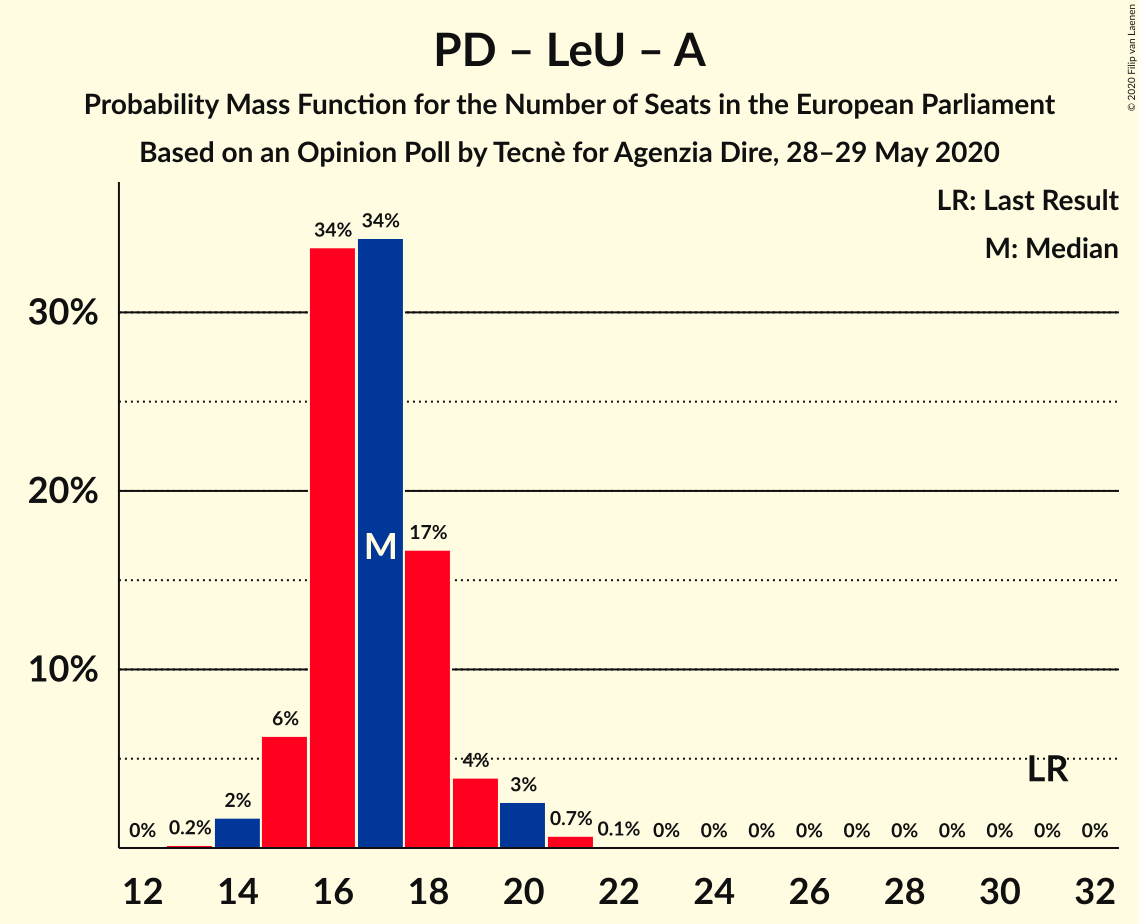 PD – LeU – A
Probability Mass Function for the Number of Seats in the European Parliament
Based on an Opinion Poll by Tecnè for Agenzia Dire, 28–29 May 2020
© 2020 Filip van Laenen
LR: Last Result
M: Median
30%
20%
10%
0%
0.2%
2%
6%
34%
34%
17%
4%
3%
0.7%
0.1%
0%
0%
0%
0%
0%
0%
0%
0%
0%
0%
M
LR
12 14 16 18 20 22 24 26 28 30 32